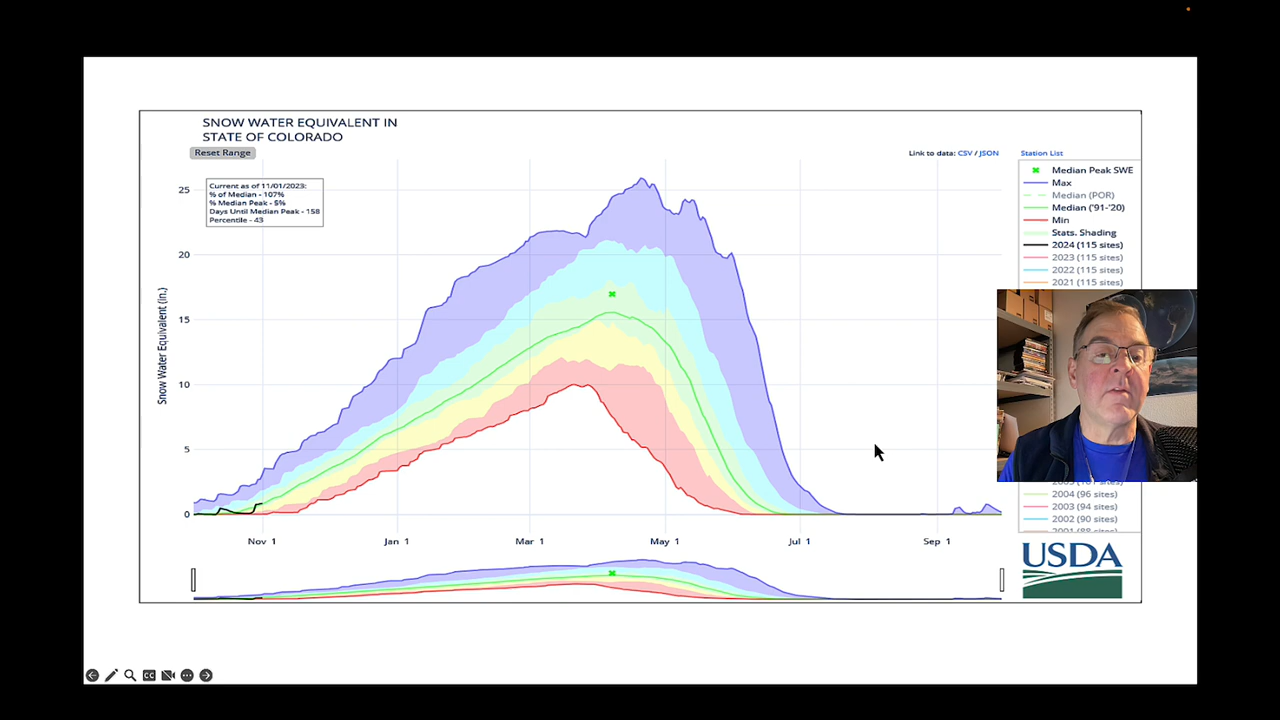 SNOW WATER EQUIVALENT IN
STATE OF COLORADO
Reset Range
Link to data: CSV / JSON
Station List
Current as of 11/01/2023:
% of Median - 107%
% Median Peak - 5%
Days Until Median Peak - 158
Percentile - 43
Median Peak SWE
Max
Median (POR)
Median ('91-'20)
Min
Stats. Shading
2024 (115 sites)
2023 (115 sites)
2022 (115 sites)
2021 (115 sites)
2004 (96 sites)
2003 (94 sites)
2002 (90 sites)
Snow Water Equivalent (in.)
25
20
15
10
5
0
Nov 1
Jan 1
Mar 1
May 1
Jul 1
Sep 1
USDA
CC